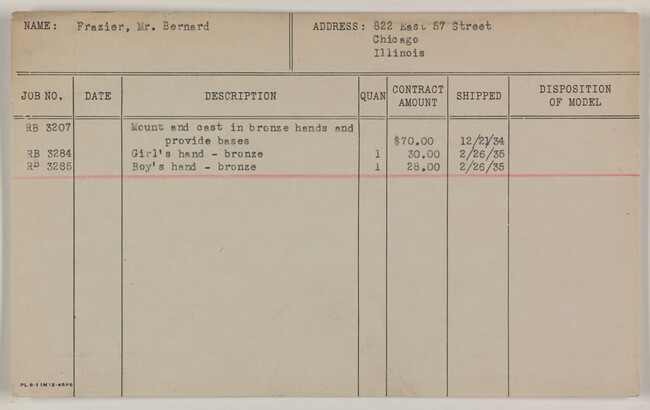 NAME: Frazier, Mr. Bernard ADDRESS: 822 East 57 Street
Chicago
Illinois
JOB NO. DATE DESCRIPTION QUAN CONTRACT AMOUNT SHIPPED DISPOSITION OF MODEL
RB 3207 Mount and cast in bronze hands and
provide bases $70.00 12/21/34
RB 3284 Girl's hand - bronze 1 30.00 2/26/35
RB 3285 Boy's hand - bronze 1 28.00 2/26/35